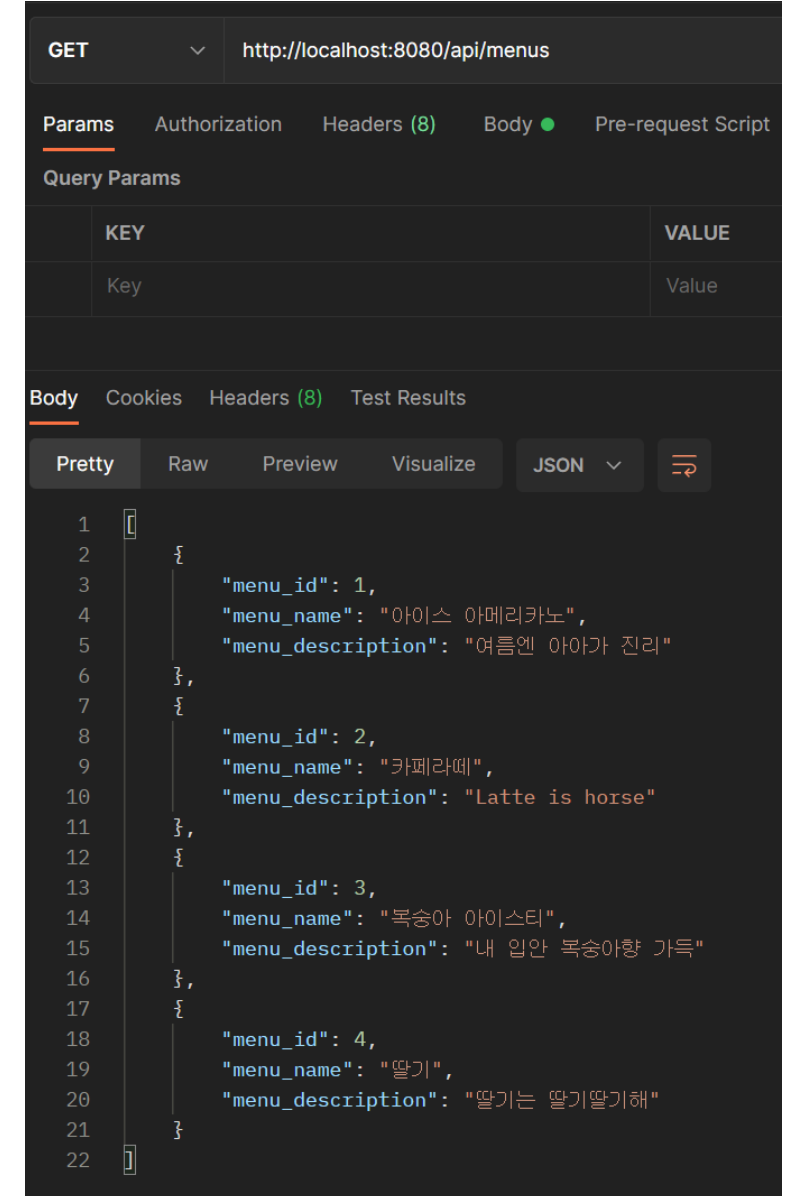 GET http://localhost:8080/api/menus
Params Authorization Headers (8) Body Pre-request Script
Query Params
KEY VALUE
Key Value
Body Cookies Headers (8) Test Results
Pretty Raw Preview Visualize JSON
1 [
2 {
3 "menu_id": 1,
4 "menu_name": "아이스 아메리카노",
5 "menu_description": "여름엔 아아가 진리"
6 },
7 {
8 "menu_id": 2,
9 "menu_name": "카페라떼",
10 "menu_description": "Latte is horse"
11 },
12 {
13 "menu_id": 3,
14 "menu_name": "복숭아 아이스티",
15 "menu_description": "내 입안 복숭아향 가득"
16 },
17 {
18 "menu_id": 4,
19 "menu_name": "딸기",
20 "menu_description": "딸기는 딸기딸기해"
21 }
22 ]